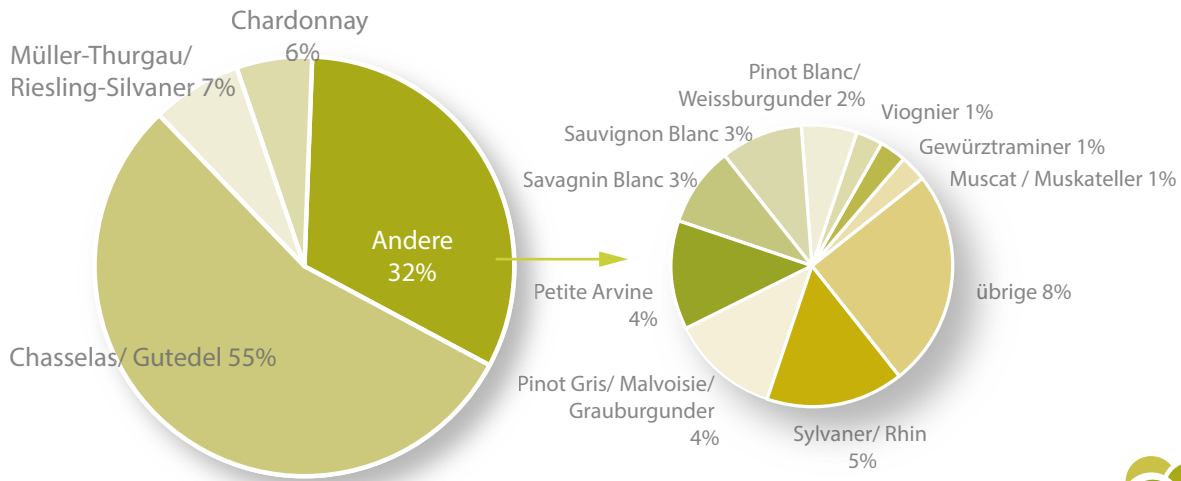 Chardonnay
6%
Müller-Thurgau/
Riesling-Silvaner 7%
Andere
32%
Chasselas/ Gutedel 55%
Pinot Blanc/
Weissburgunder 2%
Viognier 1%
Sauvignon Blanc 3%
Gewürztraminer 1%
Savagnin Blanc 3%
Muscat / Muskateller 1%
Petite Arvine
4%
übrige 8%
Pinot Gris/ Malvoisie/
Grauburgunder
4%
Sylvaner/ Rhin
5%